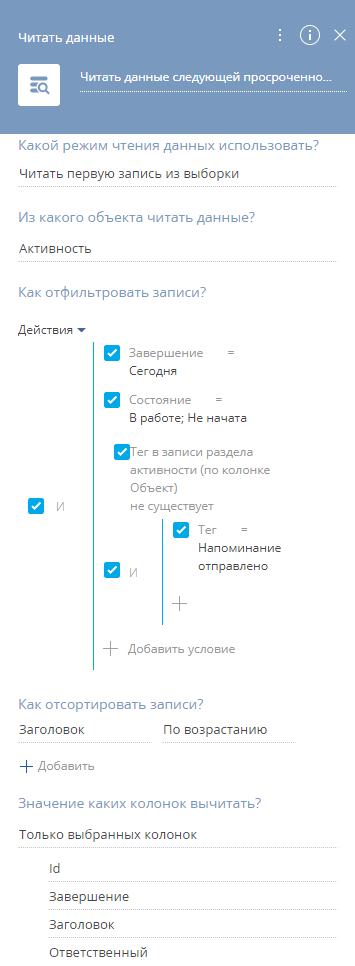 Читать данные
Читать данные следующей просроченно...
Какой режим чтения данных использовать?
Читать первую запись из выборки
Из какого объекта читать данные?
Активность
Как отфильтровать записи?
Действия
Завершение =
Сегодня
Состояние =
В работе; Не начата
Тег в записи раздела
активности (по колонке
Объект)
не существует
И
Тег =
Напоминание
отправлено
И
Добавить условие
Как отсортировать записи?
Заголовок По возрастанию
Добавить
Значение каких колонок вычитать?
Только выбранных колонок
Id
Завершение
Заголовок
Ответственный